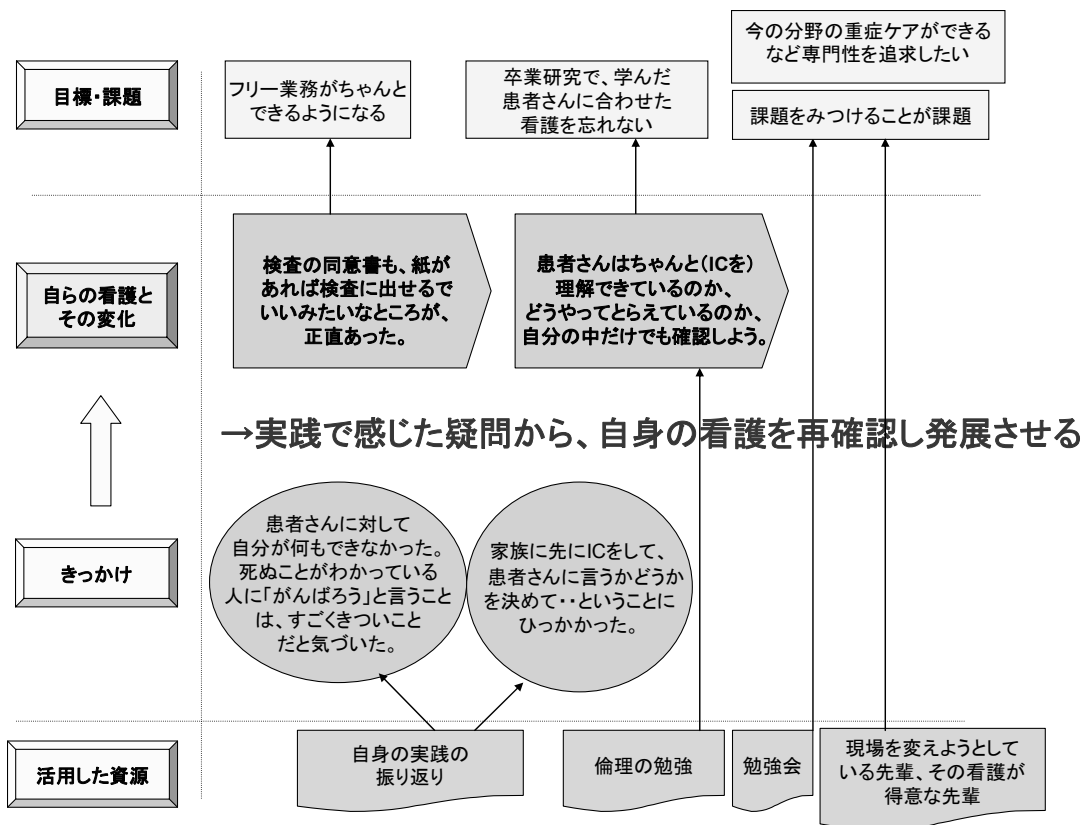 目標・課題
フリー業務がちゃんと
できるようになる
卒業研究で、学んだ
患者さんに合わせた
看護を忘れない
今の分野の重症ケアができる
など専門性を追求したい
課題をみつけることが課題
自らの看護と
その変化
検査の同意書も、紙が
あれば検査に出せるで
いいみたいなところが、
正直あった。
患者さんはちゃんと(ICを)
理解できているのか、
どうやってとらえているのか、
自分の中だけでも確認しよう。
→実践で感じた疑問から、自身の看護を再確認し発展させる
きっかけ
患者さんに対して
自分が何もできなかった。
死ぬことがわかっている
人に「がんばろう」と言うこと
は、すごくきついこと
だと気づいた。
家族に先にICをして、
患者さんに言うかどうか
を決めて・・ということに
ひっかかった。
活用した資源
自身の実践の
振り返り
倫理の勉強
勉強会
現場を変えようとして
いる先輩、その看護が
得意な先輩